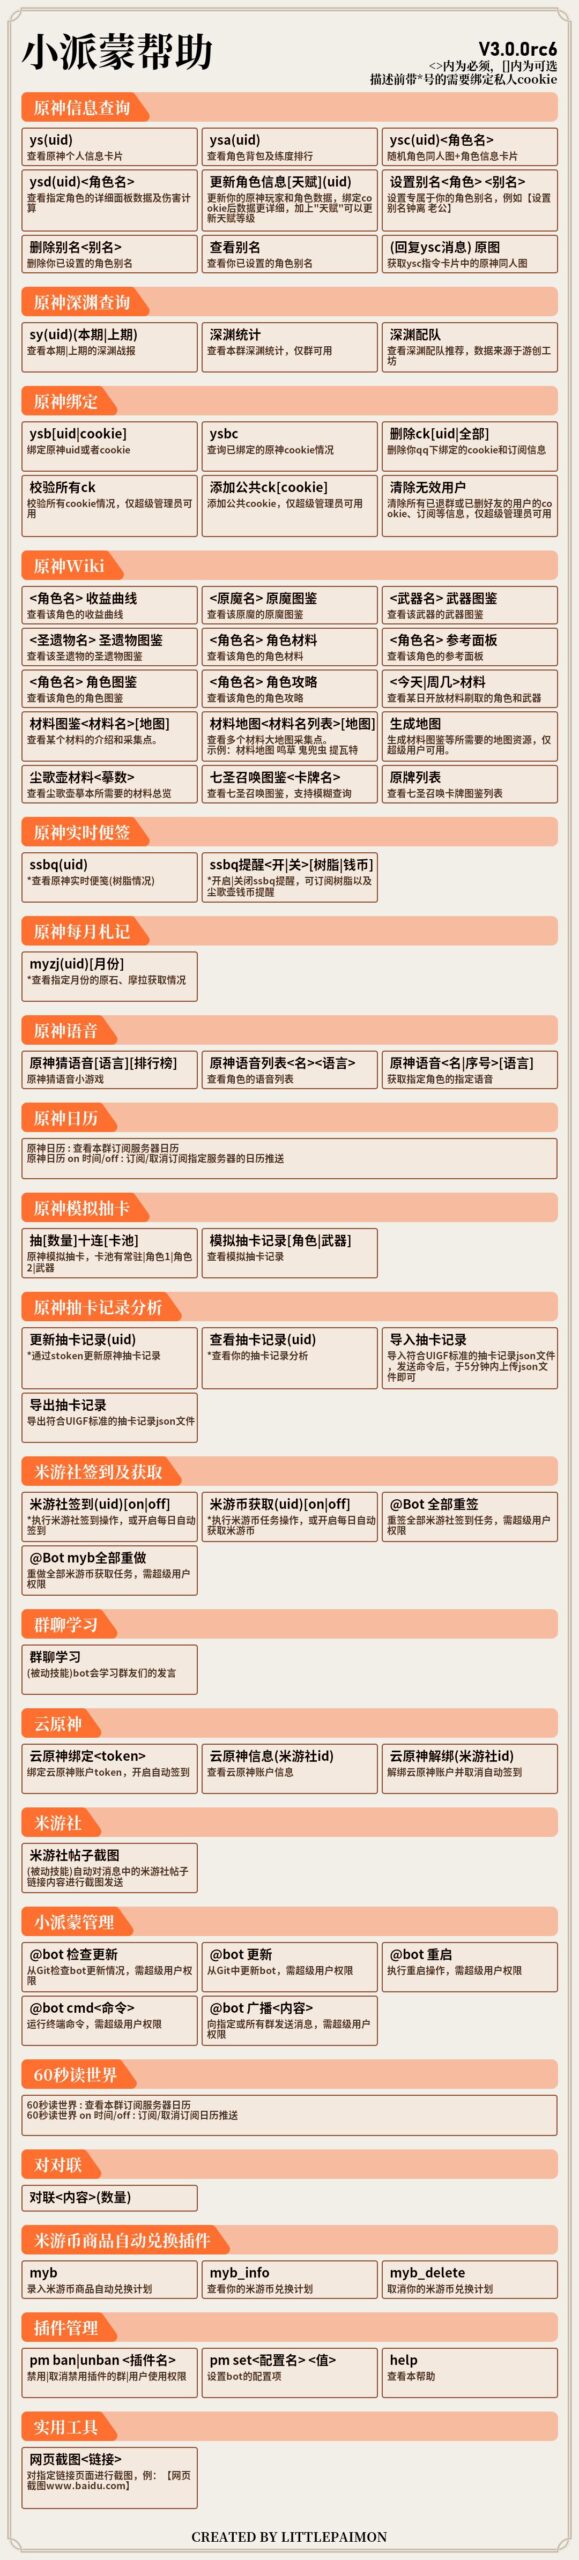 小派蒙帮助
V3.0.0rc6
<>内为必须，[]内为可选
描述前带*号的需要绑定私人cookie
原神信息查询
ys(uid)
查看原神个人信息卡片
ysa(uid)
查看角色背包及练度排行
ysc(uid)<角色名>
随机角色同人图+角色信息卡片
ysd(uid)<角色名>
查看指定角色的详细面板数据及伤害计
算
更新角色信息[天赋](uid)
更新你的原神玩家和角色数据，绑定co
okie后数据更详细，加上"天赋"可以更
新天赋等级
设置别名<角色> <别名>
设置专属于你的角色别名，例如【设置
别名钟离 老公】
删除别名<别名>
删除你已设置的角色别名
查看别名
查看你已设置的角色别名
(回复ysc消息) 原图
获取ysc指令卡片中的原神同人图
原神深渊查询
sy(uid)(本期|上期)
查看本期|上期的深渊战报
深渊统计
查看本群深渊统计，仅群可用
深渊配队
查看深渊配队推荐，数据来源于游创工
坊
原神绑定
ysb[uid|cookie]
绑定原神uid或者cookie
ysbc
查询已绑定的原神cookie情况
删除ck[uid|全部]
删除你qq下绑定的cookie和订阅信息
校验所有ck
校验所有cookie情况，仅超级管理员可
用
添加公共ck[cookie]
添加公共cookie，仅超级管理员可用
清除无效用户
清除所有已退群或已删好友的用户的co
okie、订阅等信息，仅超级管理员可用
原神Wiki
<角色名> 收益曲线
查看该角色的收益曲线
<原魔名> 原魔图鉴
查看该原魔的原魔图鉴
<武器名> 武器图鉴
查看该武器的武器图鉴
<圣遗物名> 圣遗物图鉴
查看该圣遗物的圣遗物图鉴
<角色名> 角色材料
查看该角色的角色材料
<角色名> 参考面板
查看该角色的参考面板
<角色名> 角色图鉴
查看该角色的角色图鉴
<角色名> 角色攻略
查看该角色的角色攻略
<今天|周几>材料
查看某日开放材料刷取的角色和武器
材料图鉴<材料名>[地图]
查看某个材料的介绍和采集点。
材料地图<材料名列表>[地图]
查看多个材料大地图采集点。
示例：材料地图 鸣草 鬼兜虫 提瓦特
生成地图
生成材料图鉴等所需要的地图资源，仅
超级用户可用。
尘歌壶材料<摹数>
查看尘歌壶摹本所需要的材料总览
七圣召唤图鉴<卡牌名>
查看七圣召唤图鉴，支持模糊查询
原牌列表
查看七圣召唤卡牌图鉴列表
原神实时便签
ssbq(uid)
*查看原神实时便笺(树脂情况)
ssbq提醒<开|关>[树脂|钱币]
*开启|关闭ssbq提醒，可订阅树脂以及
尘歌壶钱币提醒
原神每月札记
myzj(uid)[月份]
*查看指定月份的原石、摩拉获取情况
原神语音
原神猜语音[语言][排行榜]
原神猜语音小游戏
原神语音列表<名><语言>
查看角色的语音列表
原神语音<名|序号>[语言]
获取指定角色的指定语音
原神日历
原神日历 : 查看本群订阅服务器日历
原神日历 on 时间/off : 订阅/取消订阅指定服务器的日历推送
原神模拟抽卡
抽[数量]十连[卡池]
原神模拟抽卡，卡池有常驻|角色1|角色
2|武器
模拟抽卡记录[角色|武器]
查看模拟抽卡记录
原神抽卡记录分析
更新抽卡记录(uid)
*通过stoken更新原神抽卡记录
查看抽卡记录(uid)
*查看你的抽卡记录分析
导入抽卡记录
导入符合UIGF标准的抽卡记录json文件
，发送命令后，于5分钟内上传json文
件即可
导出抽卡记录
导出符合UIGF标准的抽卡记录json文件
米游社签到及获取
米游社签到(uid)[on|off]
*执行米游社签到操作，或开启每日自动
签到
米游币获取(uid)[on|off]
*执行米游币任务操作，或开启每日自动
获取米游币
@Bot 全部重签
重签全部米游社签到任务，需超级用户
权限
@Bot myb全部重做
重做全部米游币获取任务，需超级用户
权限
群聊学习
群聊学习
(被动技能)bot会学习群友们的发言
云原神
云原神绑定<token>
绑定云原神账户token，开启自动签到
云原神信息(米游社id)
查看云原神账户信息
云原神解绑(米游社id)
解绑云原神账户并取消自动签到
米游社
米游社帖子截图
(被动技能)自动对消息中的米游社帖子
链接内容进行截图发送
小派蒙管理
@bot 检查更新
从Git检查bot更新情况，需超级用户权
限
@bot 更新
从Git中更新bot，需超级用户权限
@bot 重启
执行重启操作，需超级用户权限
@bot cmd<命令>
运行终端命令，需超级用户权限
@bot 广播<内容>
向指定或所有群发送消息，需超级用户
权限
60秒读世界
60秒读世界 : 查看本群订阅服务器日历
60秒读世界 on 时间/off : 订阅/取消订阅日历推送
对对联
对联<内容>(数量)
米游币商品自动兑换插件
myb
录入米游币商品自动兑换计划
myb_info
查看你的米游币兑换计划
myb_delete
取消你的米游币兑换计划
插件管理
pm ban|unban <插件名>
禁用|取消禁用插件的群|用户使用权限
pm set<配置名> <值>
设置bot的配置项
help
查看本帮助
实用工具
网页截图<链接>
对指定链接页面进行截图，例：【网页
截图www.baidu.com】
CREATED BY LITTLEPAIMON